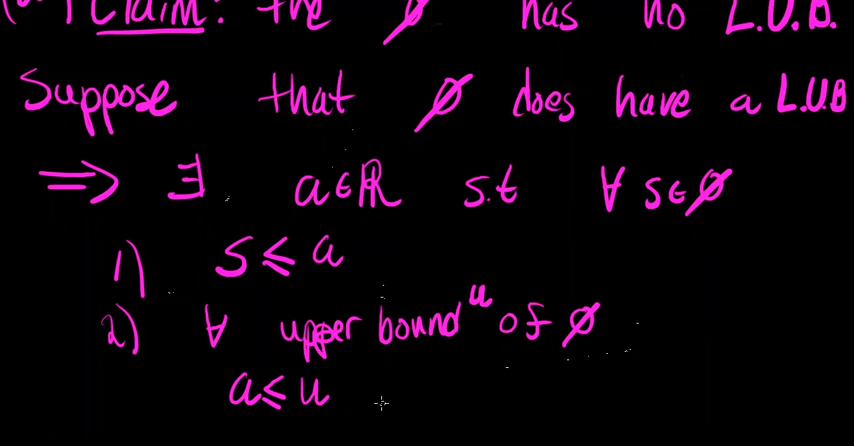 Claim: the ∅ has no L.U.B.
Suppose that ∅ does have a L.U.B
⟹ ∃ a∈ℝ s.t ∀ s∈∅
1) s ≤ a
2) ∀ upper bound u of ∅
a ≤ u